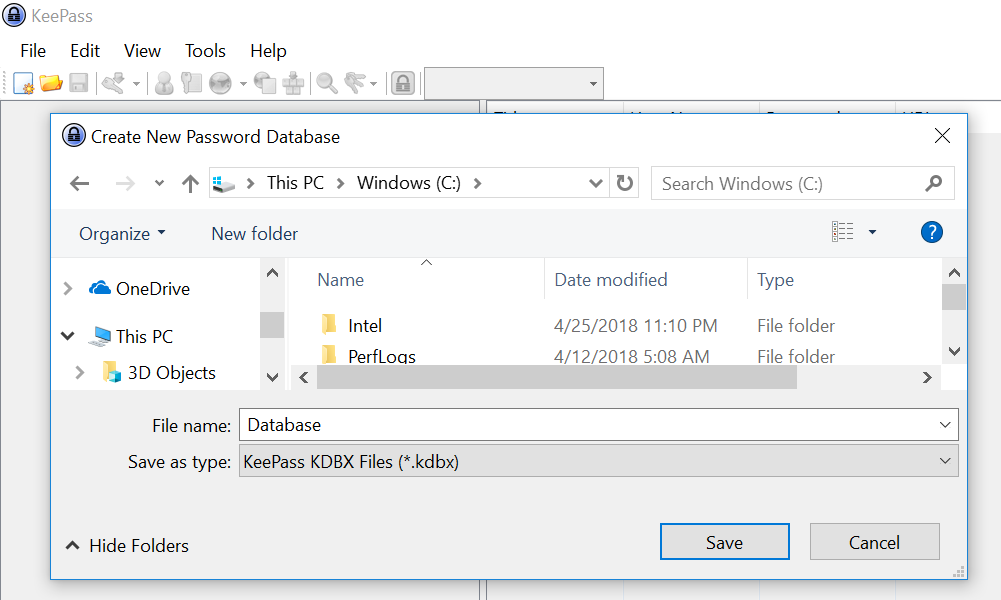 KeePass
File Edit View Tools Help
Create New Password Database
This PC Windows (C:)
Search Windows (C:)
Organize New folder
?
Name Date modified Type
OneDrive
Intel 4/25/2018 11:10 PM File folder
This PC
PerfLogs 4/12/2018 5:08 AM File folder
3D Objects
File name: Database
Save as type: KeePass KDBX Files (*.kdbx)
Hide Folders
Save Cancel